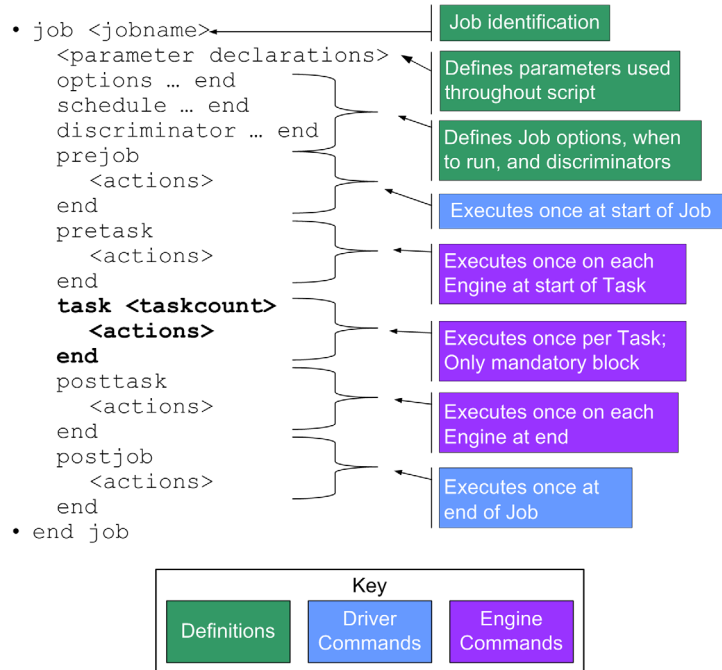 • job <jobname>
<parameter declarations>
options … end
schedule … end
discriminator … end
prejob
<actions>
end
pretask
<actions>
end
task <taskcount>
<actions>
end
posttask
<actions>
end
postjob
<actions>
end
• end job
Job identification
Defines parameters used
throughout script
Defines Job options, when
to run, and discriminators
Executes once at start of Job
Executes once on each
Engine at start of Task
Executes once per Task;
Only mandatory block
Executes once on each
Engine at end
Executes once at
end of Job
Key
Definitions
Driver
Commands
Engine
Commands